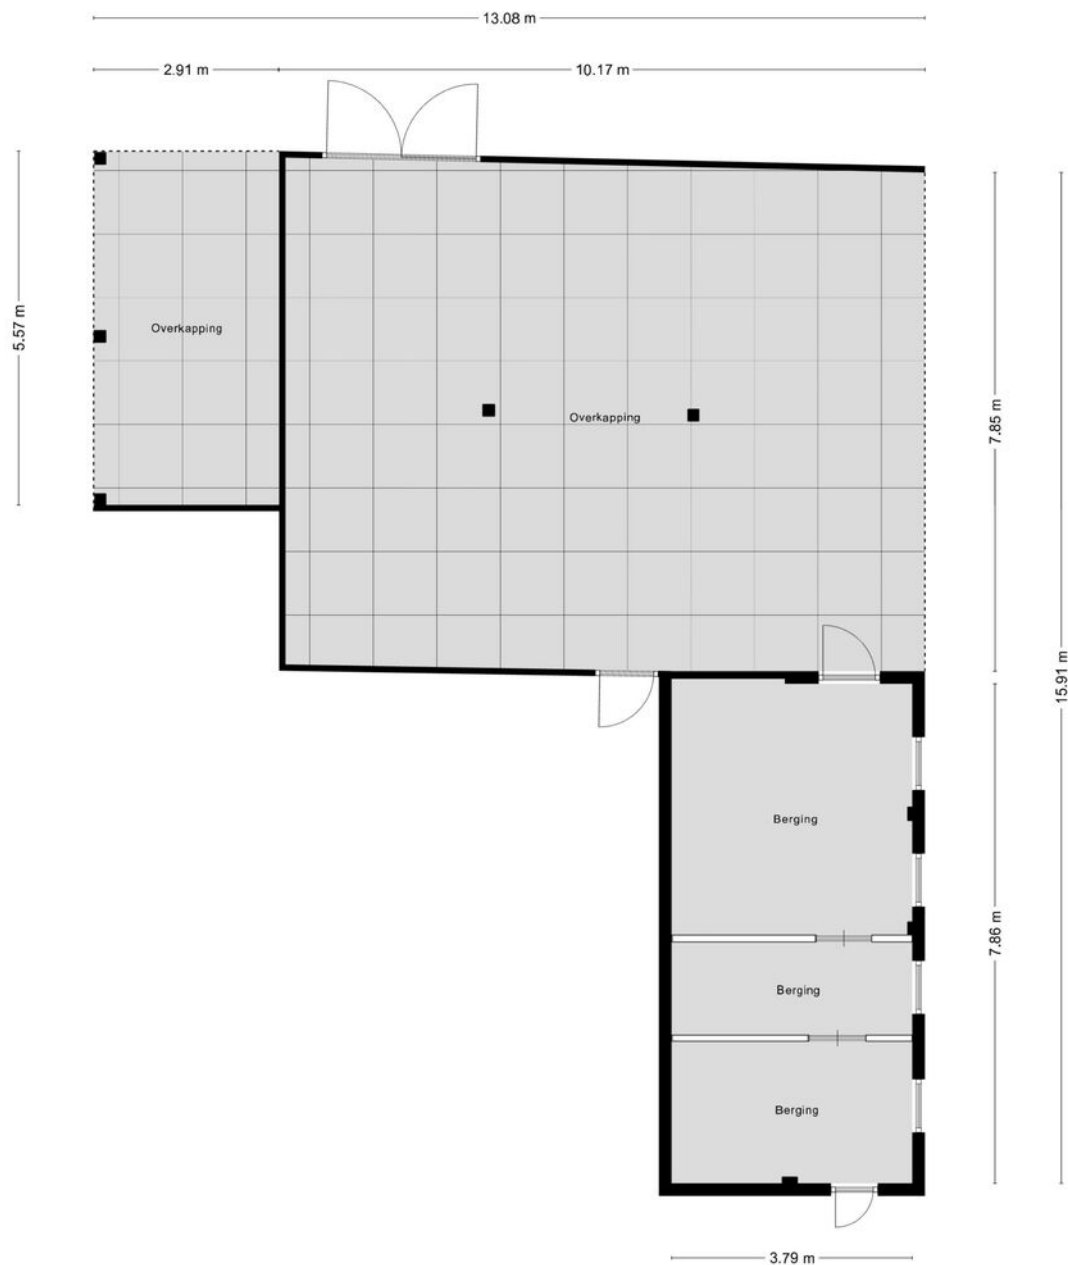 13.08 m
2.91 m
10.17 m
5.57 m
Overkapping
Overkapping
7.85 m
15.91 m
Berging
7.86 m
Berging
Berging
3.79 m